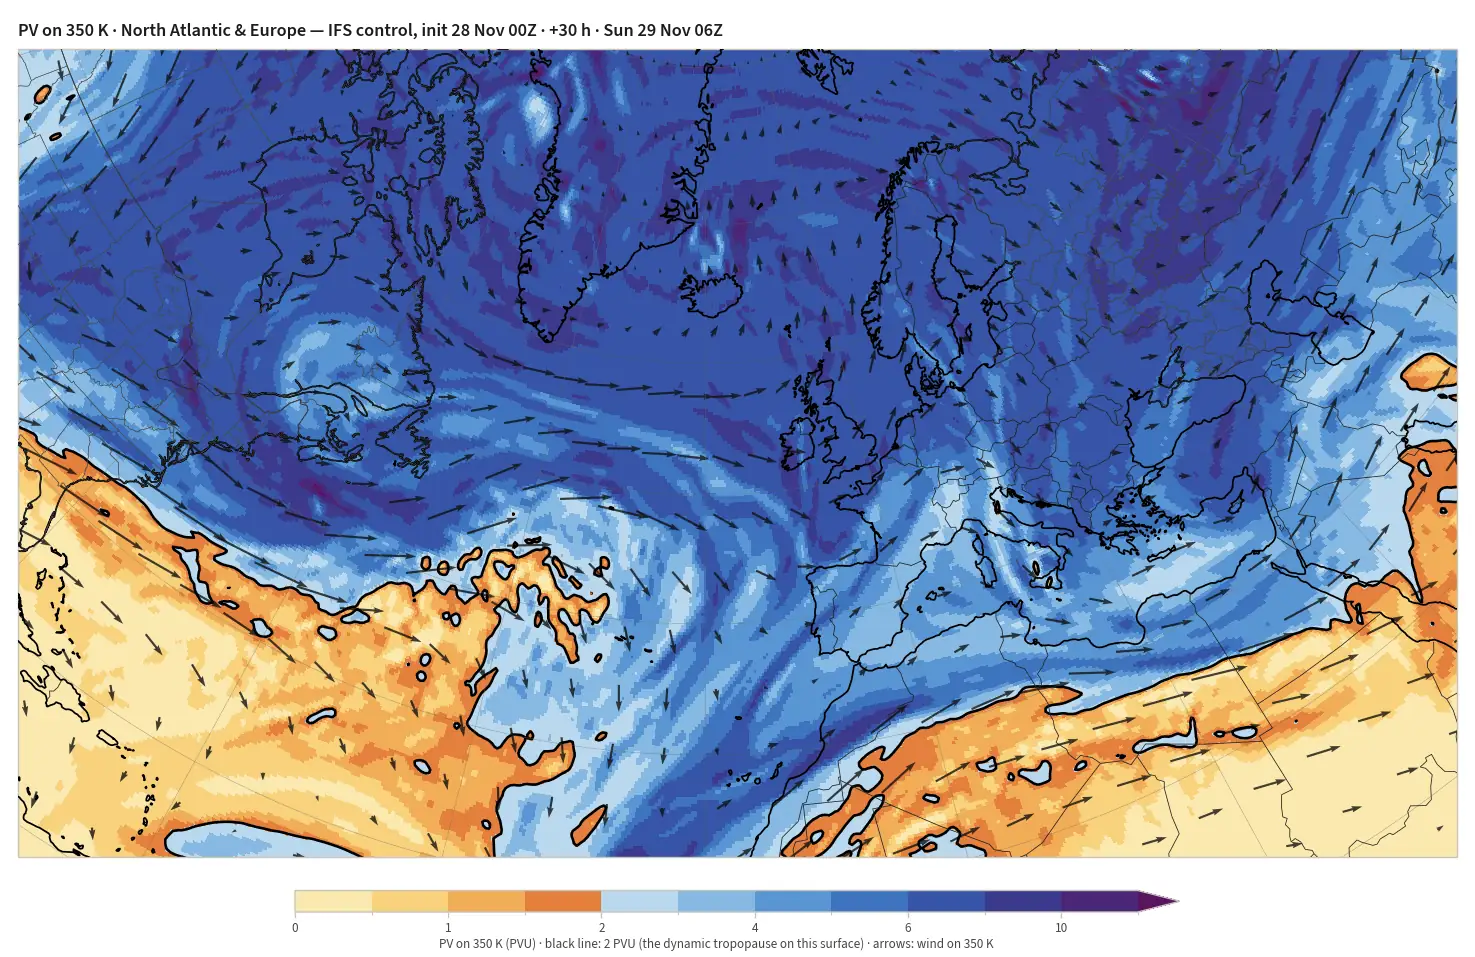 PV on 350 K · North Atlantic & Europe — IFS control, init 28 Nov 00Z · +30 h · Sun 29 Nov 06Z
0 1 2 4 6 10
PV on 350 K (PVU) · black line: 2 PVU (the dynamic tropopause on this surface) · arrows: wind on 350 K